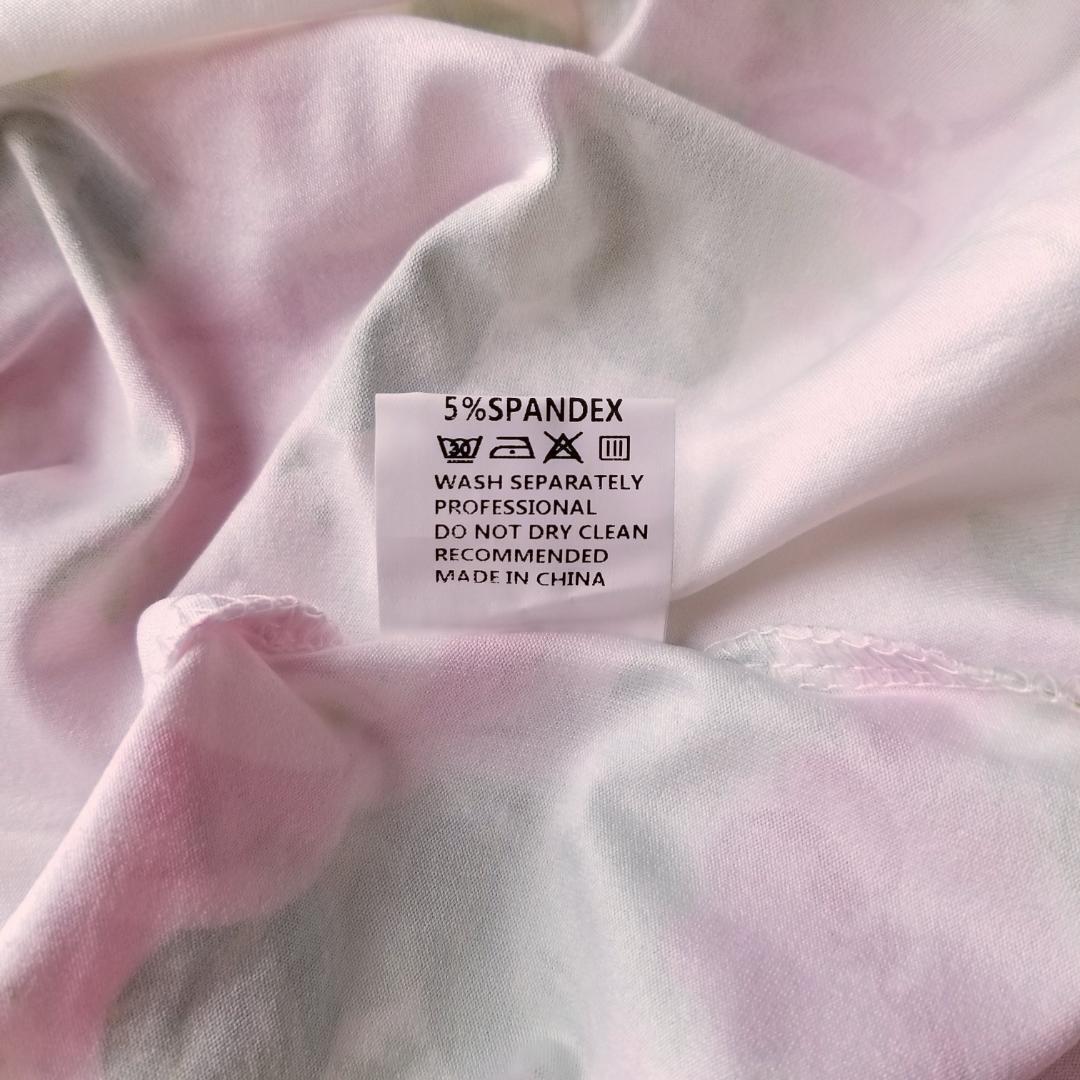 5%SPANDEX
30
WASH SEPARATELY
PROFESSIONAL
DO NOT DRY CLEAN
RECOMMENDED
MADE IN CHINA